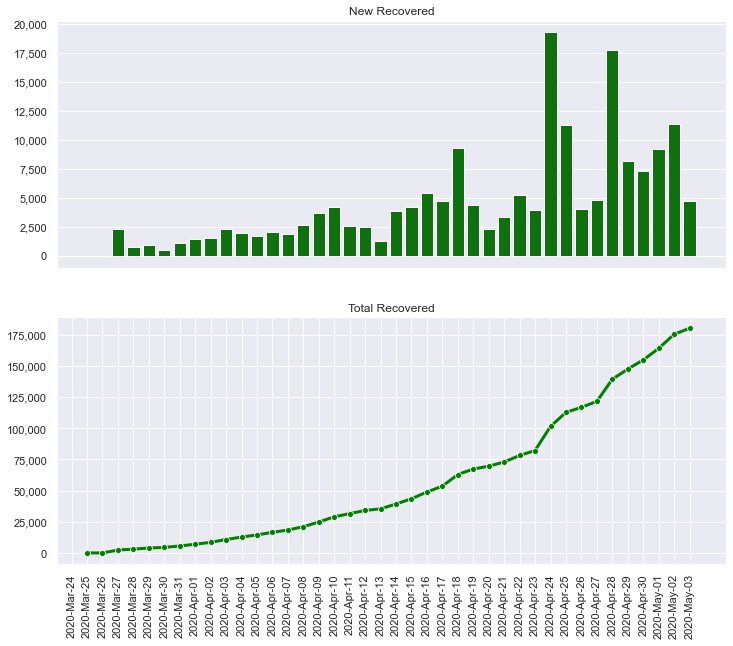 New Recovered
20,000
17,500
15,000
12,500
10,000
7,500
5,000
2,500
0
Total Recovered
175,000
150,000
125,000
100,000
75,000
50,000
25,000
0
2020-Mar-24
2020-Mar-25
2020-Mar-26
2020-Mar-27
2020-Mar-28
2020-Mar-29
2020-Mar-30
2020-Mar-31
2020-Apr-01
2020-Apr-02
2020-Apr-03
2020-Apr-04
2020-Apr-05
2020-Apr-06
2020-Apr-07
2020-Apr-08
2020-Apr-09
2020-Apr-10
2020-Apr-11
2020-Apr-12
2020-Apr-13
2020-Apr-14
2020-Apr-15
2020-Apr-16
2020-Apr-17
2020-Apr-18
2020-Apr-19
2020-Apr-20
2020-Apr-21
2020-Apr-22
2020-Apr-23
2020-Apr-24
2020-Apr-25
2020-Apr-26
2020-Apr-27
2020-Apr-28
2020-Apr-29
2020-Apr-30
2020-May-01
2020-May-02
2020-May-03